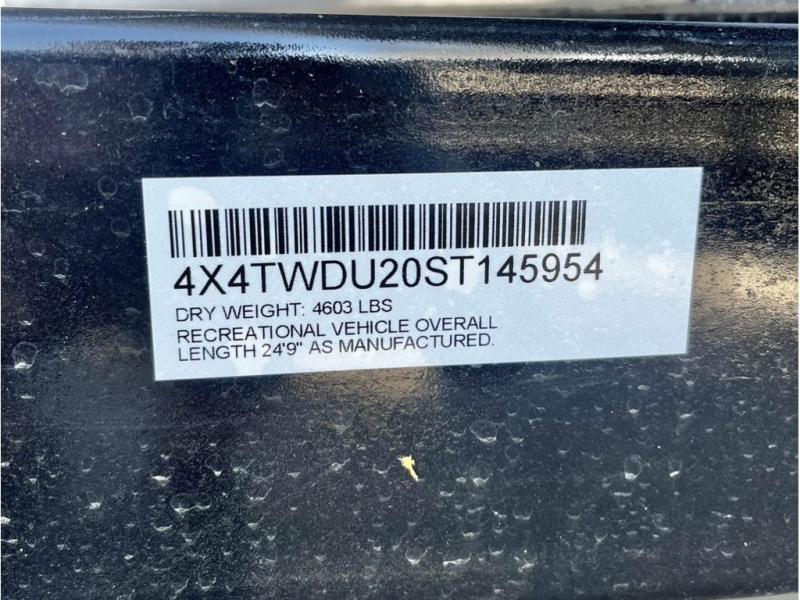 4X4TWDU20ST145954
DRY WEIGHT: 4603 LBS
RECREATIONAL VEHICLE OVERALL
LENGTH 24'9" AS MANUFACTURED.